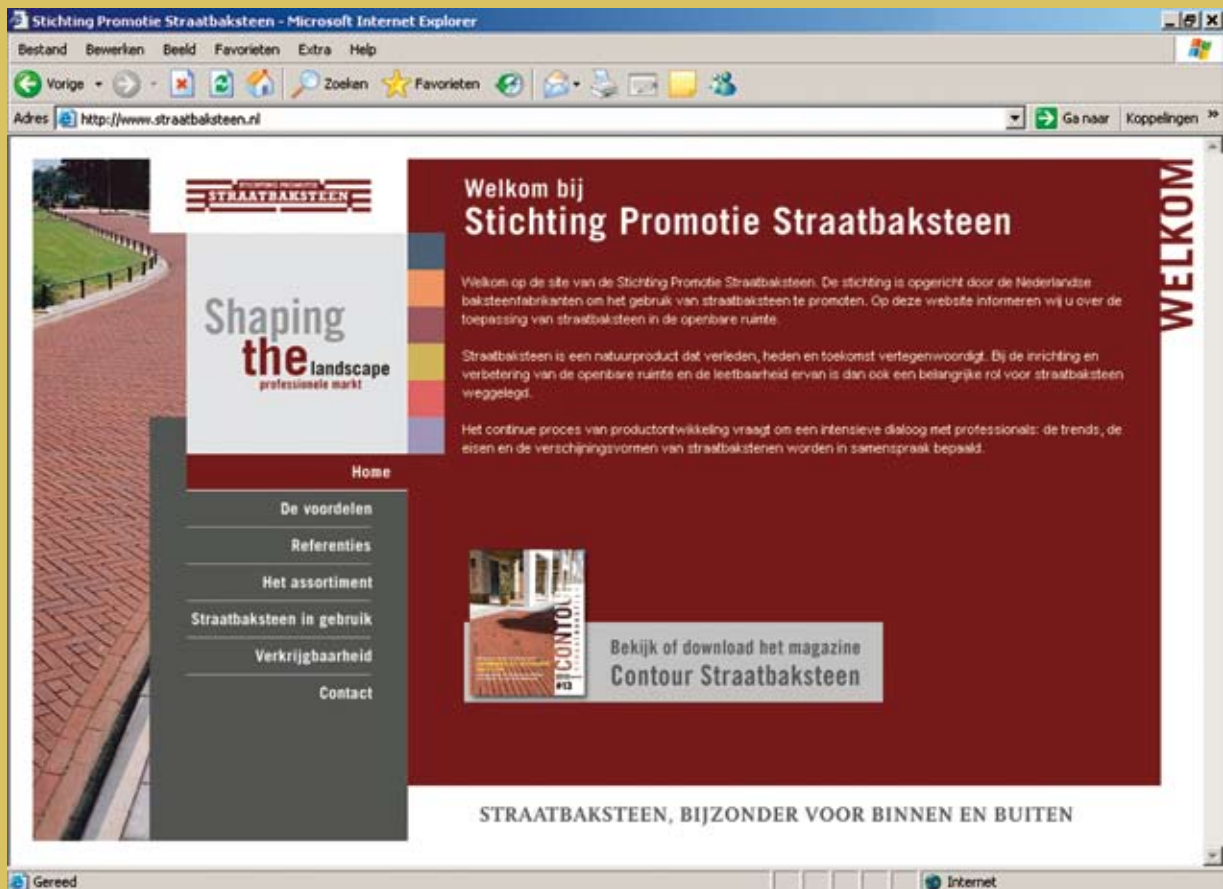 Stichting Promotie Straatbaksteen - Microsoft Internet Explorer
Bestand Bewerken Beeld Favorieten Extra Help
Vorige Zoeken Favorieten
Adres http://www.straatbaksteen.nl Ga naar Koppelingen »
STICHTING PROMOTIE
STRAATBAKSTEEN
Shaping
the landscape
professionele markt
Home
De voordelen
Referenties
Het assortiment
Straatbaksteen in gebruik
Verkrijgbaarheid
Contact
Welkom bij
Stichting Promotie Straatbaksteen
WELKOM
Welkom op de site van de Stichting Promotie Straatbaksteen. De stichting is opgericht door de Nederlandse
baksteenfabrikanten om het gebruik van straatbaksteen te promoten. Op deze website informeren wij u over de
toepassing van straatbaksteen in de openbare ruimte.
Straatbaksteen is een natuurproduct dat verleden, heden en toekomst vertegenwoordigt. Bij de inrichting en
verbetering van de openbare ruimte en de leefbaarheid ervan is dan ook een belangrijke rol voor straatbaksteen
weggelegd.
Het continue proces van productontwikkeling vraagt om een intensieve dialoog met professionals: de trends, de
eisen en de verschijningsvormen van straatbakstenen worden in samenspraak bepaald.
CONTOUR
#13
Bekijk of download het magazine
Contour Straatbaksteen
STRAATBAKSTEEN, BIJZONDER VOOR BINNEN EN BUITEN
Gereed Internet